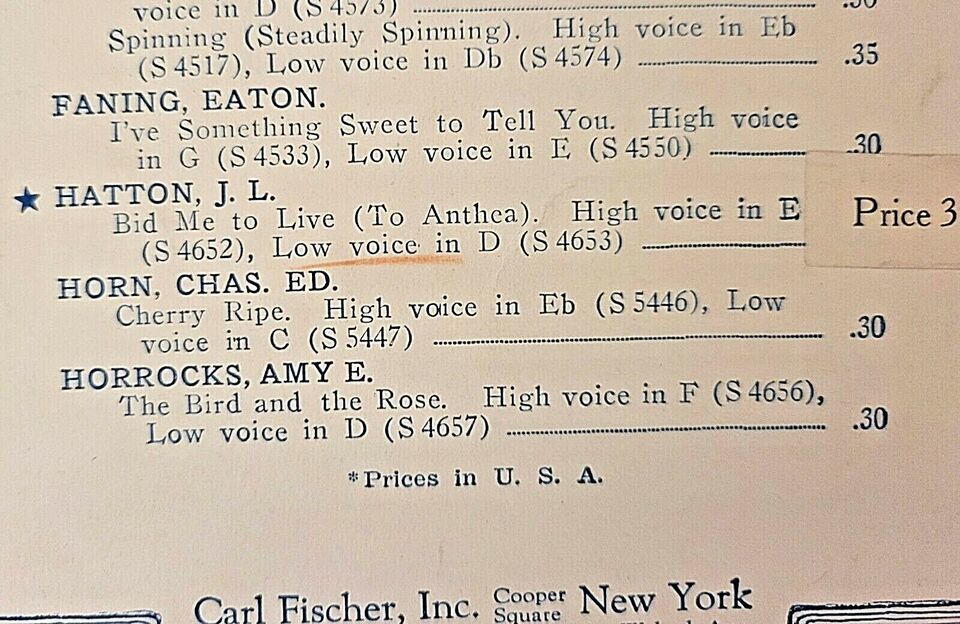 voice in D (S 4573) .30
Spinning (Steadily Spinning). High voice in Eb
(S 4517), Low voice in Db (S 4574) .35
FANING, EATON.
I've Something Sweet to Tell You. High voice
in G (S 4533), Low voice in E (S 4550) .30
★ HATTON, J. L.
Bid Me to Live (To Anthea). High voice in E
(S 4652), Low voice in D (S 4653)
Price 3
HORN, CHAS. ED.
Cherry Ripe. High voice in Eb (S 5446), Low
voice in C (S 5447) .30
HORROCKS, AMY E.
The Bird and the Rose. High voice in F (S 4656),
Low voice in D (S 4657) .30
*Prices in U. S. A.
Carl Fischer, Inc. Cooper Square New York